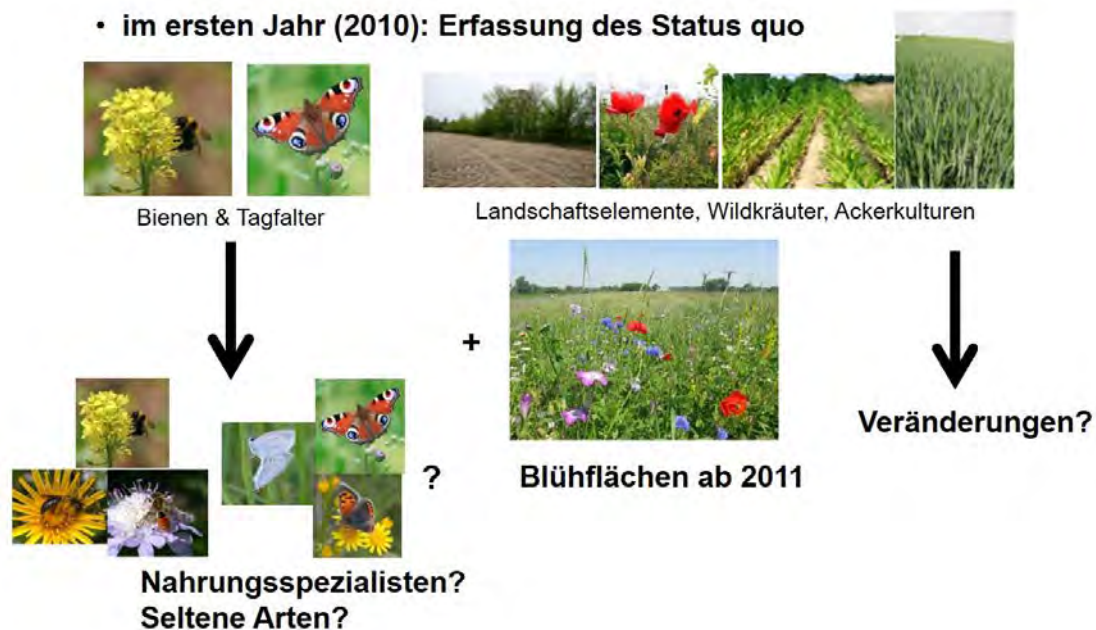 • im ersten Jahr (2010): Erfassung des Status quo
Bienen & Tagfalter
Landschaftselemente, Wildkräuter, Ackerkulturen
+
Veränderungen?
?
Blühflächen ab 2011
Nahrungsspezialisten?
Seltene Arten?